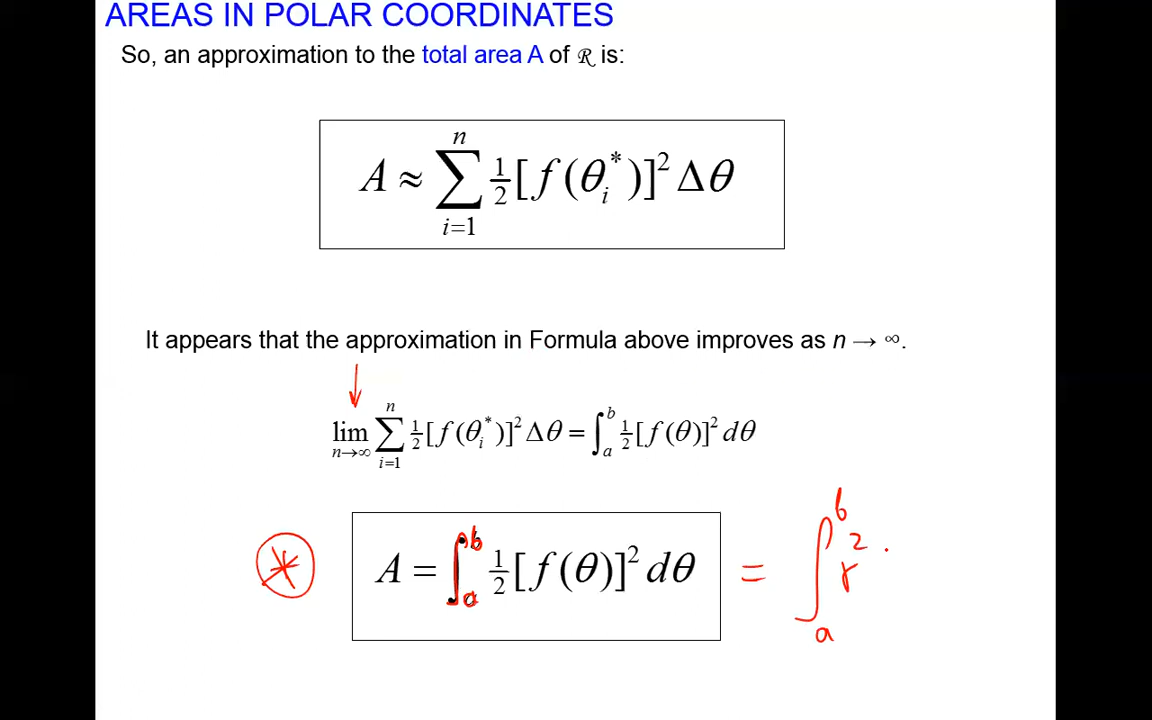 AREAS IN POLAR COORDINATES
So, an approximation to the total area A of ℛ is:
A ≈ ∑_{i=1}^{n} ½[f(θ_i^*)]² Δθ
It appears that the approximation in Formula above improves as n → ∞.
lim_{n→∞} ∑_{i=1}^{n} ½[f(θ_i^*)]² Δθ = ∫_a^b ½[f(θ)]² dθ
* A = ∫_a^b ½[f(θ)]² dθ = ∫_a^b r² .